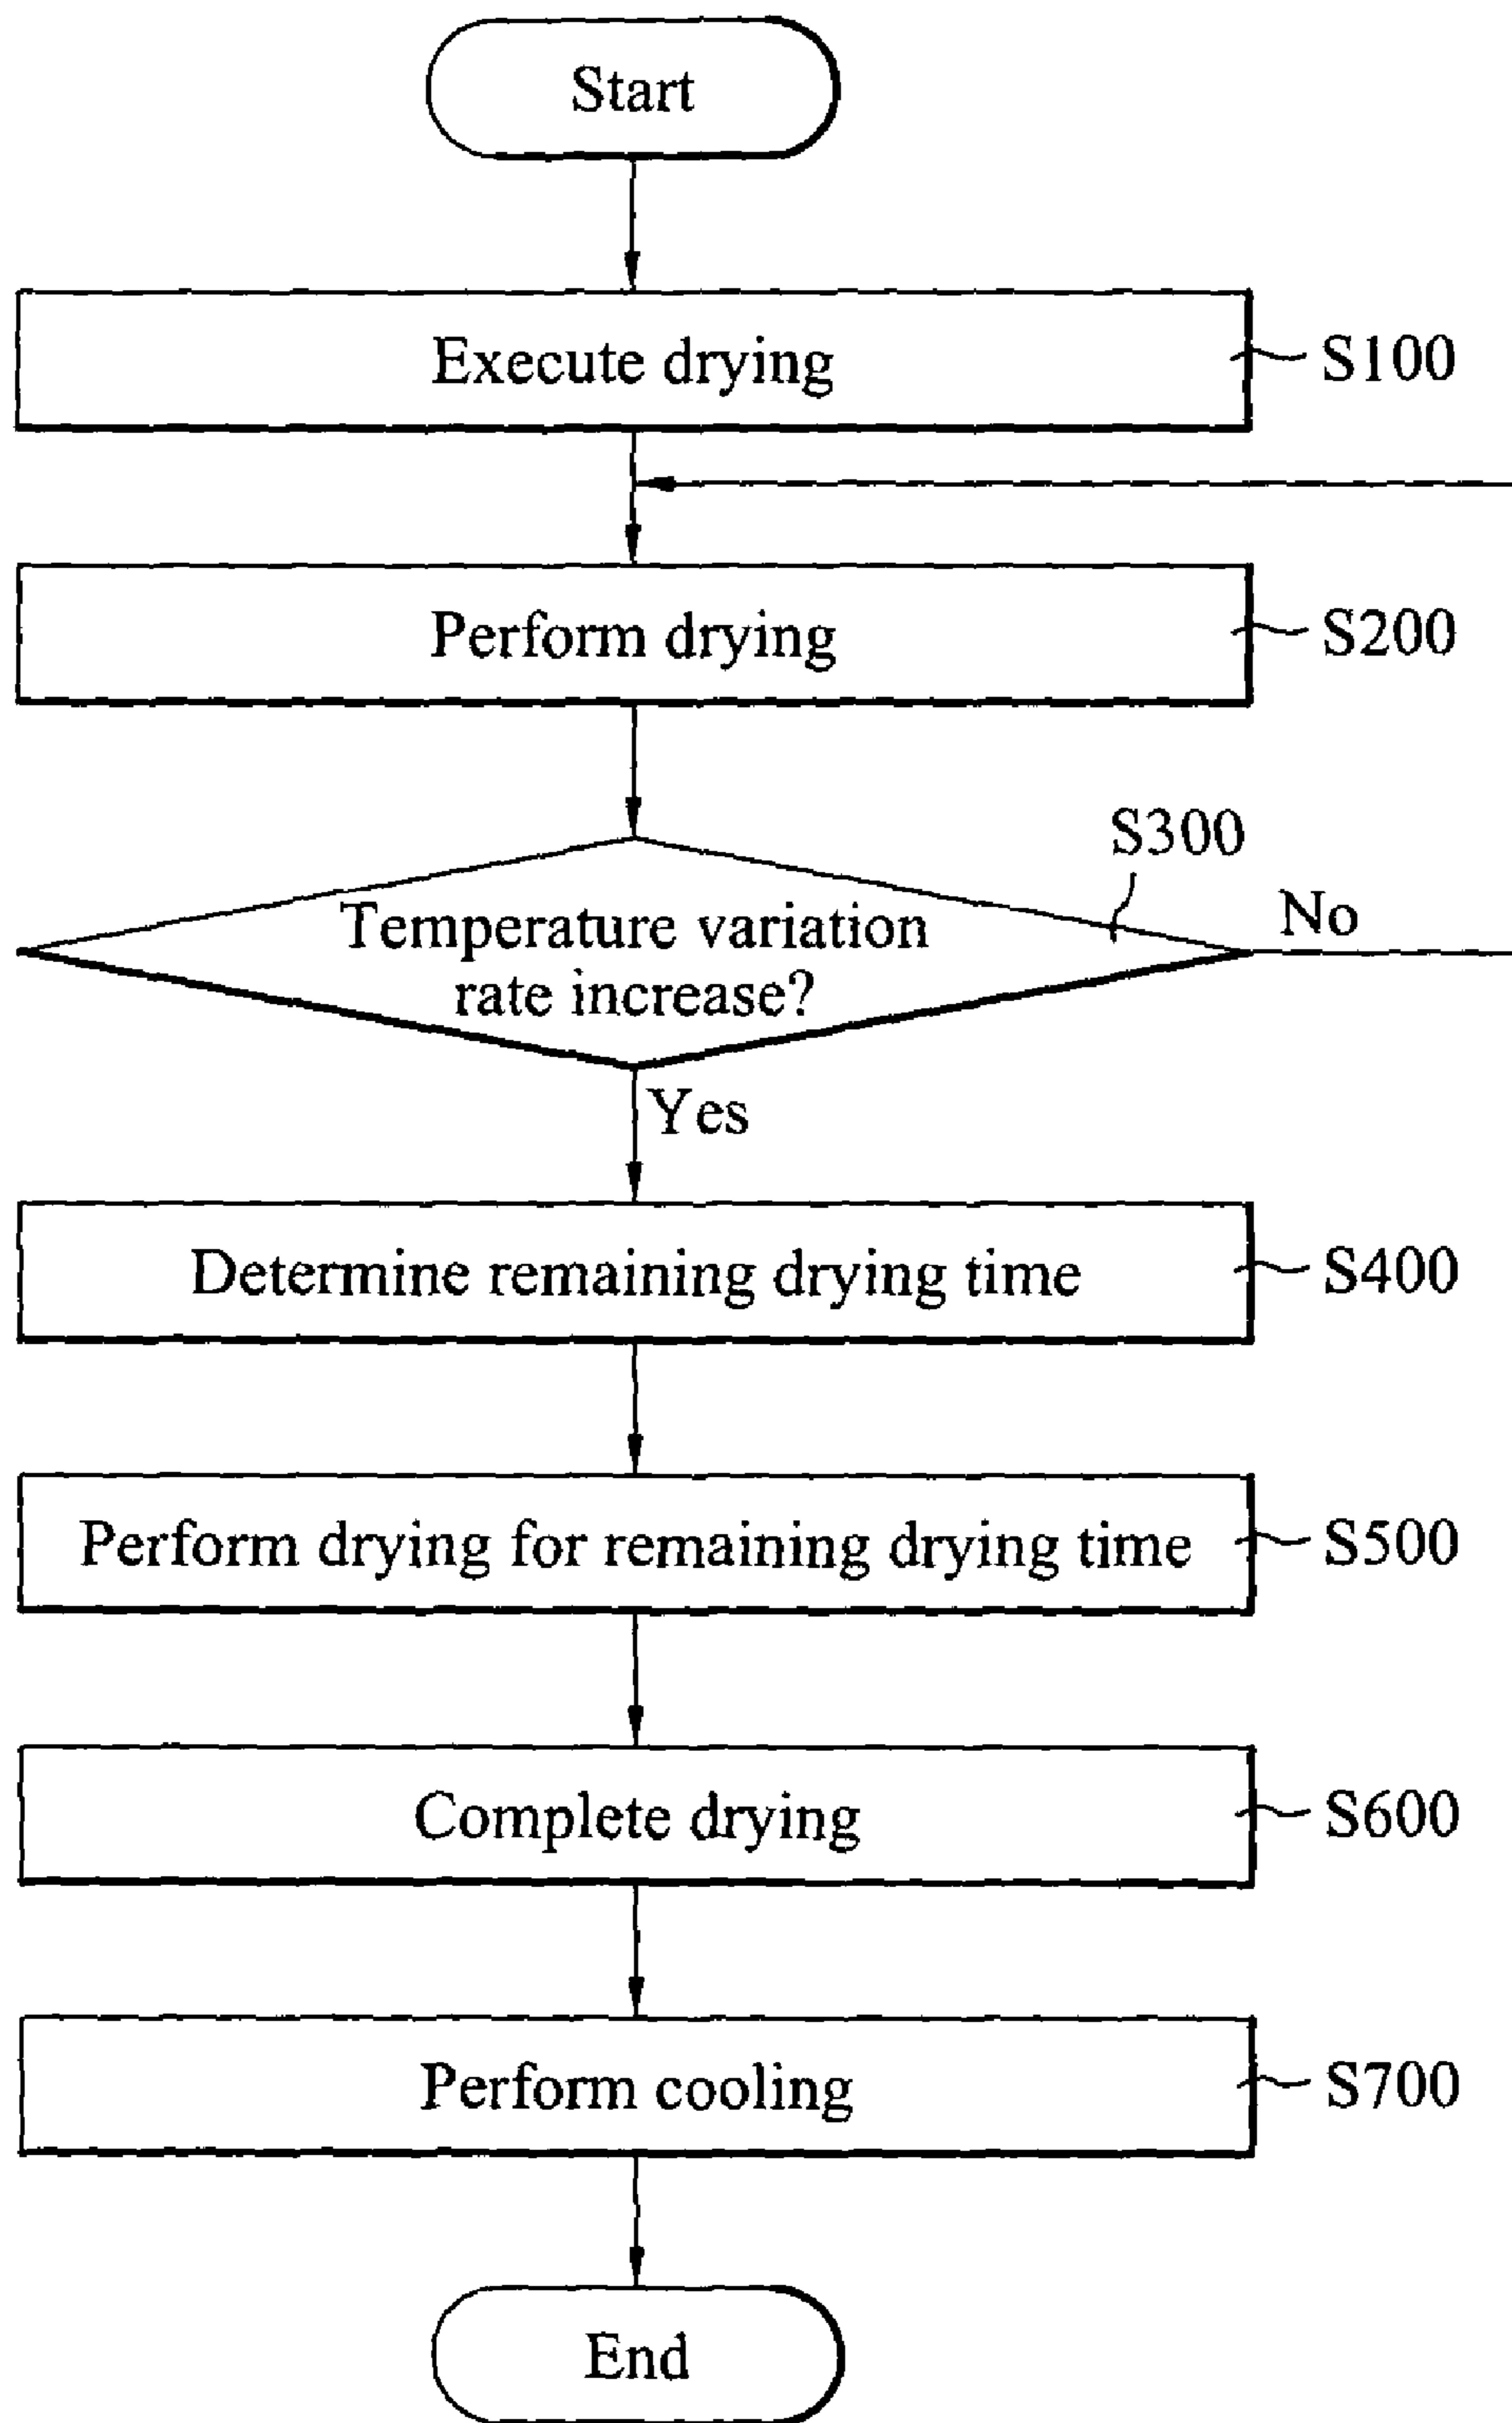 Start
Execute drying
S100
Perform drying
S200
S300
Temperature variation
rate increase?
No
Yes
Determine remaining drying time
S400
Perform drying for remaining drying time
S500
Complete drying
S600
Perform cooling
S700
End